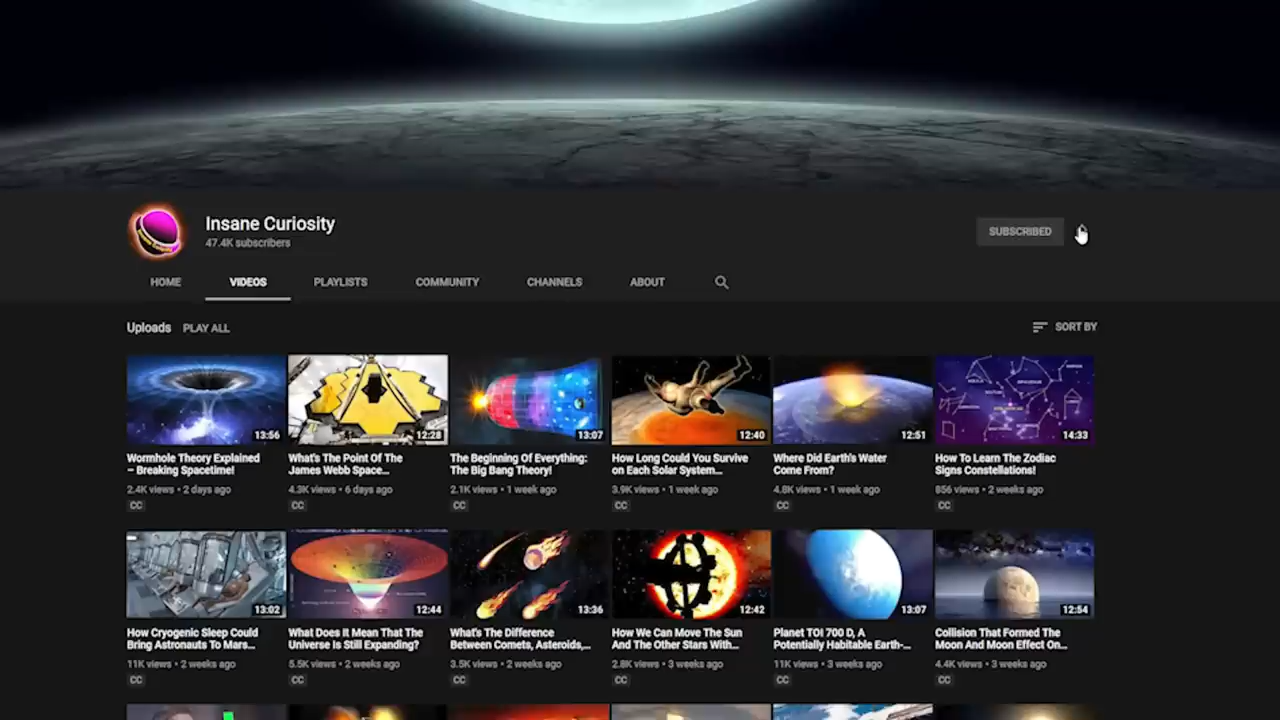 Insane Curiosity
47.4K subscribers
SUBSCRIBED
HOME
VIDEOS
PLAYLISTS
COMMUNITY
CHANNELS
ABOUT
Uploads
PLAY ALL
SORT BY
13:56
12:28
13:07
12:40
12:51
14:33
Wormhole Theory Explained
– Breaking Spacetime!
2.4K views • 2 days ago
CC
What's The Point Of The
James Webb Space...
4.3K views • 6 days ago
CC
The Beginning Of Everything:
The Big Bang Theory!
2.1K views • 1 week ago
CC
How Long Could You Survive
on Each Solar System...
3.9K views • 1 week ago
CC
Where Did Earth's Water
Come From?
4.8K views • 1 week ago
CC
How To Learn The Zodiac
Signs Constellations!
856 views • 2 weeks ago
CC
13:02
12:44
13:36
12:42
13:07
12:54
How Cryogenic Sleep Could
Bring Astronauts To Mars...
11K views • 2 weeks ago
CC
What Does It Mean That The
Universe Is Still Expanding?
5.5K views • 2 weeks ago
CC
What's The Difference
Between Comets, Asteroids,...
3.5K views • 2 weeks ago
CC
How We Can Move The Sun
And The Other Stars With...
2.8K views • 3 weeks ago
CC
Planet TOI 700 D, A
Potentially Habitable Earth-...
11K views • 3 weeks ago
CC
Collision That Formed The
Moon And Moon Effect On...
4.4K views • 3 weeks ago
CC